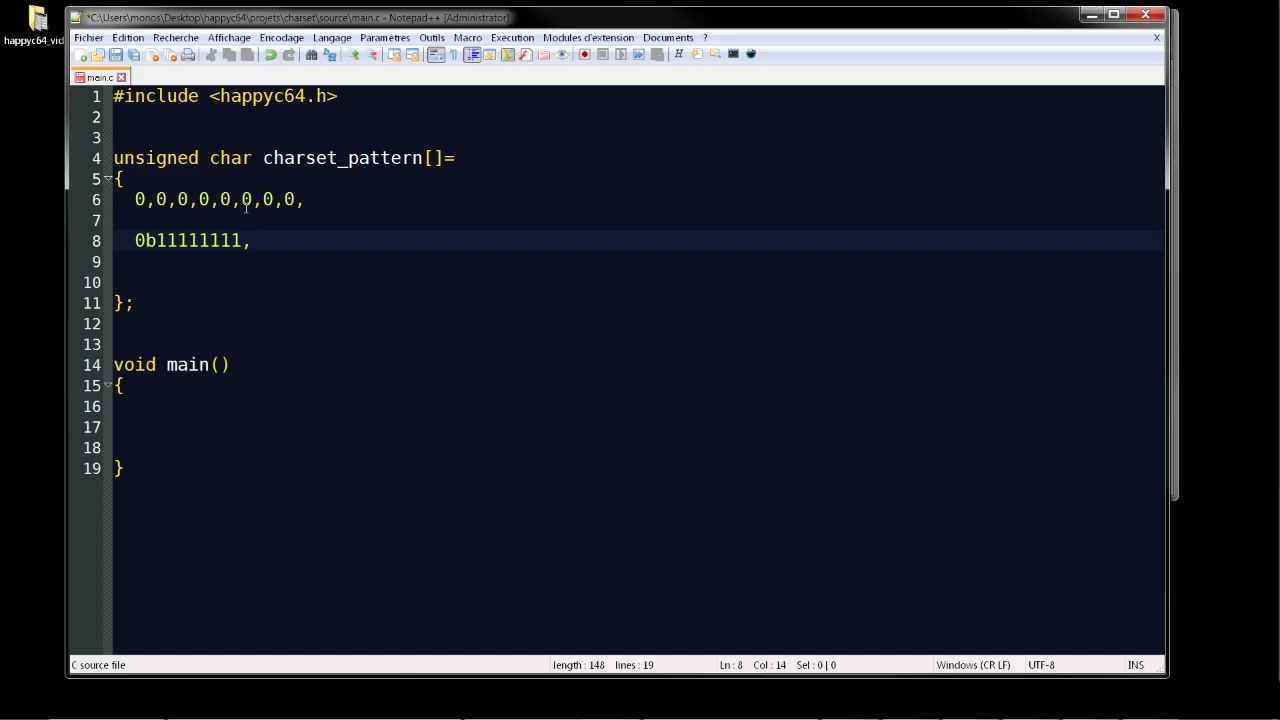 happyc64_vid
*C:\Users\monos\Desktop\happyc64\projets\charset\source\main.c - Notepad++ [Administrator]
Fichier Édition Recherche Affichage Encodage Langage Paramètres Outils Macro Exécution Modules d'extension Documents ? X
main.c
1 #include <happyc64.h>
2
3
4 unsigned char charset_pattern[]=
5 {
6 0,0,0,0,0,0,0,0,
7
8 0b11111111,
9
10
11 };
12
13
14 void main()
15 {
16
17
18
19 }
C source file length : 148 lines : 19 Ln : 8 Col : 14 Sel : 0 | 0 Windows (CR LF) UTF-8 INS